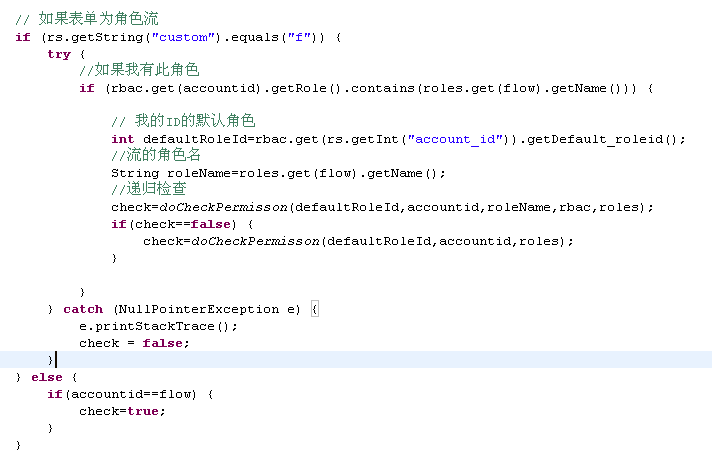 // 如果表单为角色流
if (rs.getString("custom").equals("f")) {
try {
//如果我有此角色
if (rbac.get(accountid).getRole().contains(roles.get(flow).getName())) {
// 我的ID的默认角色
int defaultRoleId=rbac.get(rs.getInt("account_id")).getDefault_roleid();
//流的角色名
String roleName=roles.get(flow).getName();
//递归检查
check=doCheckPermisson(defaultRoleId,accountid,roleName,rbac,roles);
if(check==false) {
check=doCheckPermisson(defaultRoleId,accountid,roles);
}
}
} catch (NullPointerException e) {
e.printStackTrace();
check = false;
}
} else {
if(accountid==flow) {
check=true;
}
}